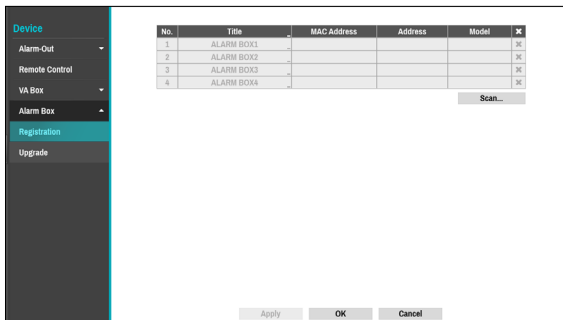 Device
Alarm-Out
Remote Control
VA Box
Alarm Box
Registration
Upgrade
No. Title MAC Address Address Model
1 ALARM BOX1
2 ALARM BOX2
3 ALARM BOX3
4 ALARM BOX4
Scan...
Apply OK Cancel